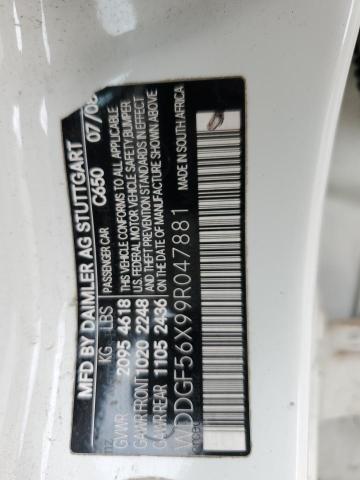 MFD BY DAIMLER AG STUTTGART
C650 07/08
PASSENGER CAR
KG LBS
GVWR 2095 4618
GAWR FRONT 1020 2248
GAWR REAR 1105 2436
THIS VEHICLE CONFORMS TO ALL APPLICABLE
U.S. FEDERAL MOTOR VEHICLE SAFETY, BUMPER
AND THEFT PREVENTION STANDARDS IN EFFECT
ON THE DATE OF MANUFACTURE SHOWN ABOVE
MADE IN SOUTH AFRICA
WDDGF56X99R047881